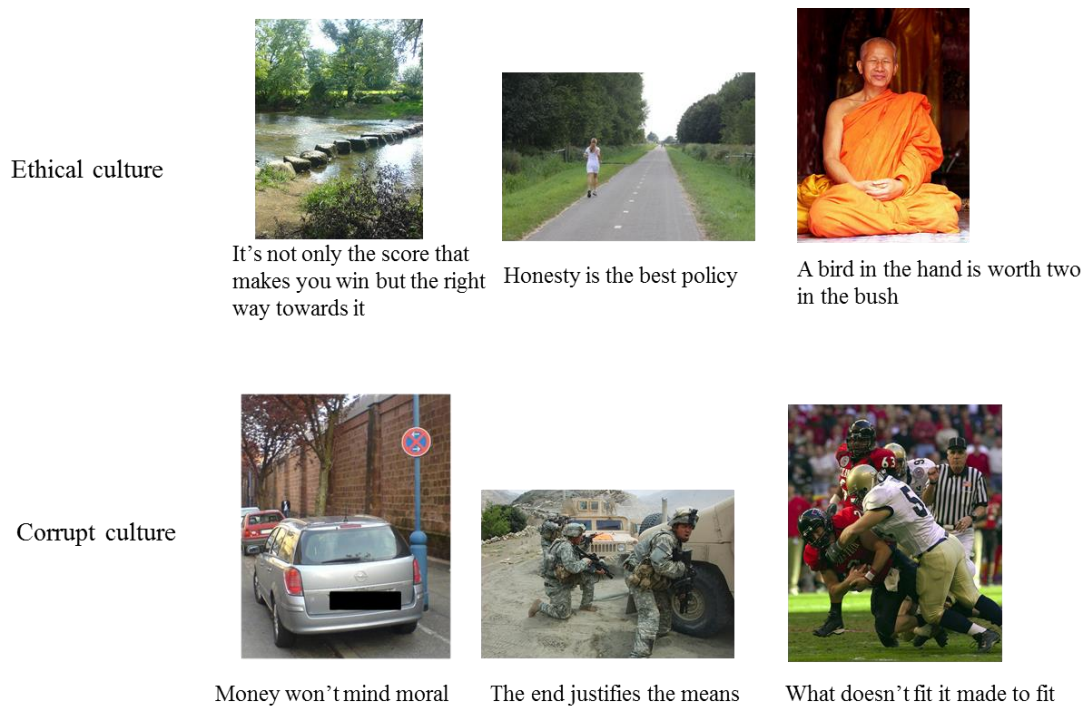 Ethical culture
It's not only the score that
makes you win but the right
way towards it
Honesty is the best policy
A bird in the hand is worth two
in the bush
Corrupt culture
63
5
Money won't mind moral
The end justifies the means
What doesn't fit it made to fit